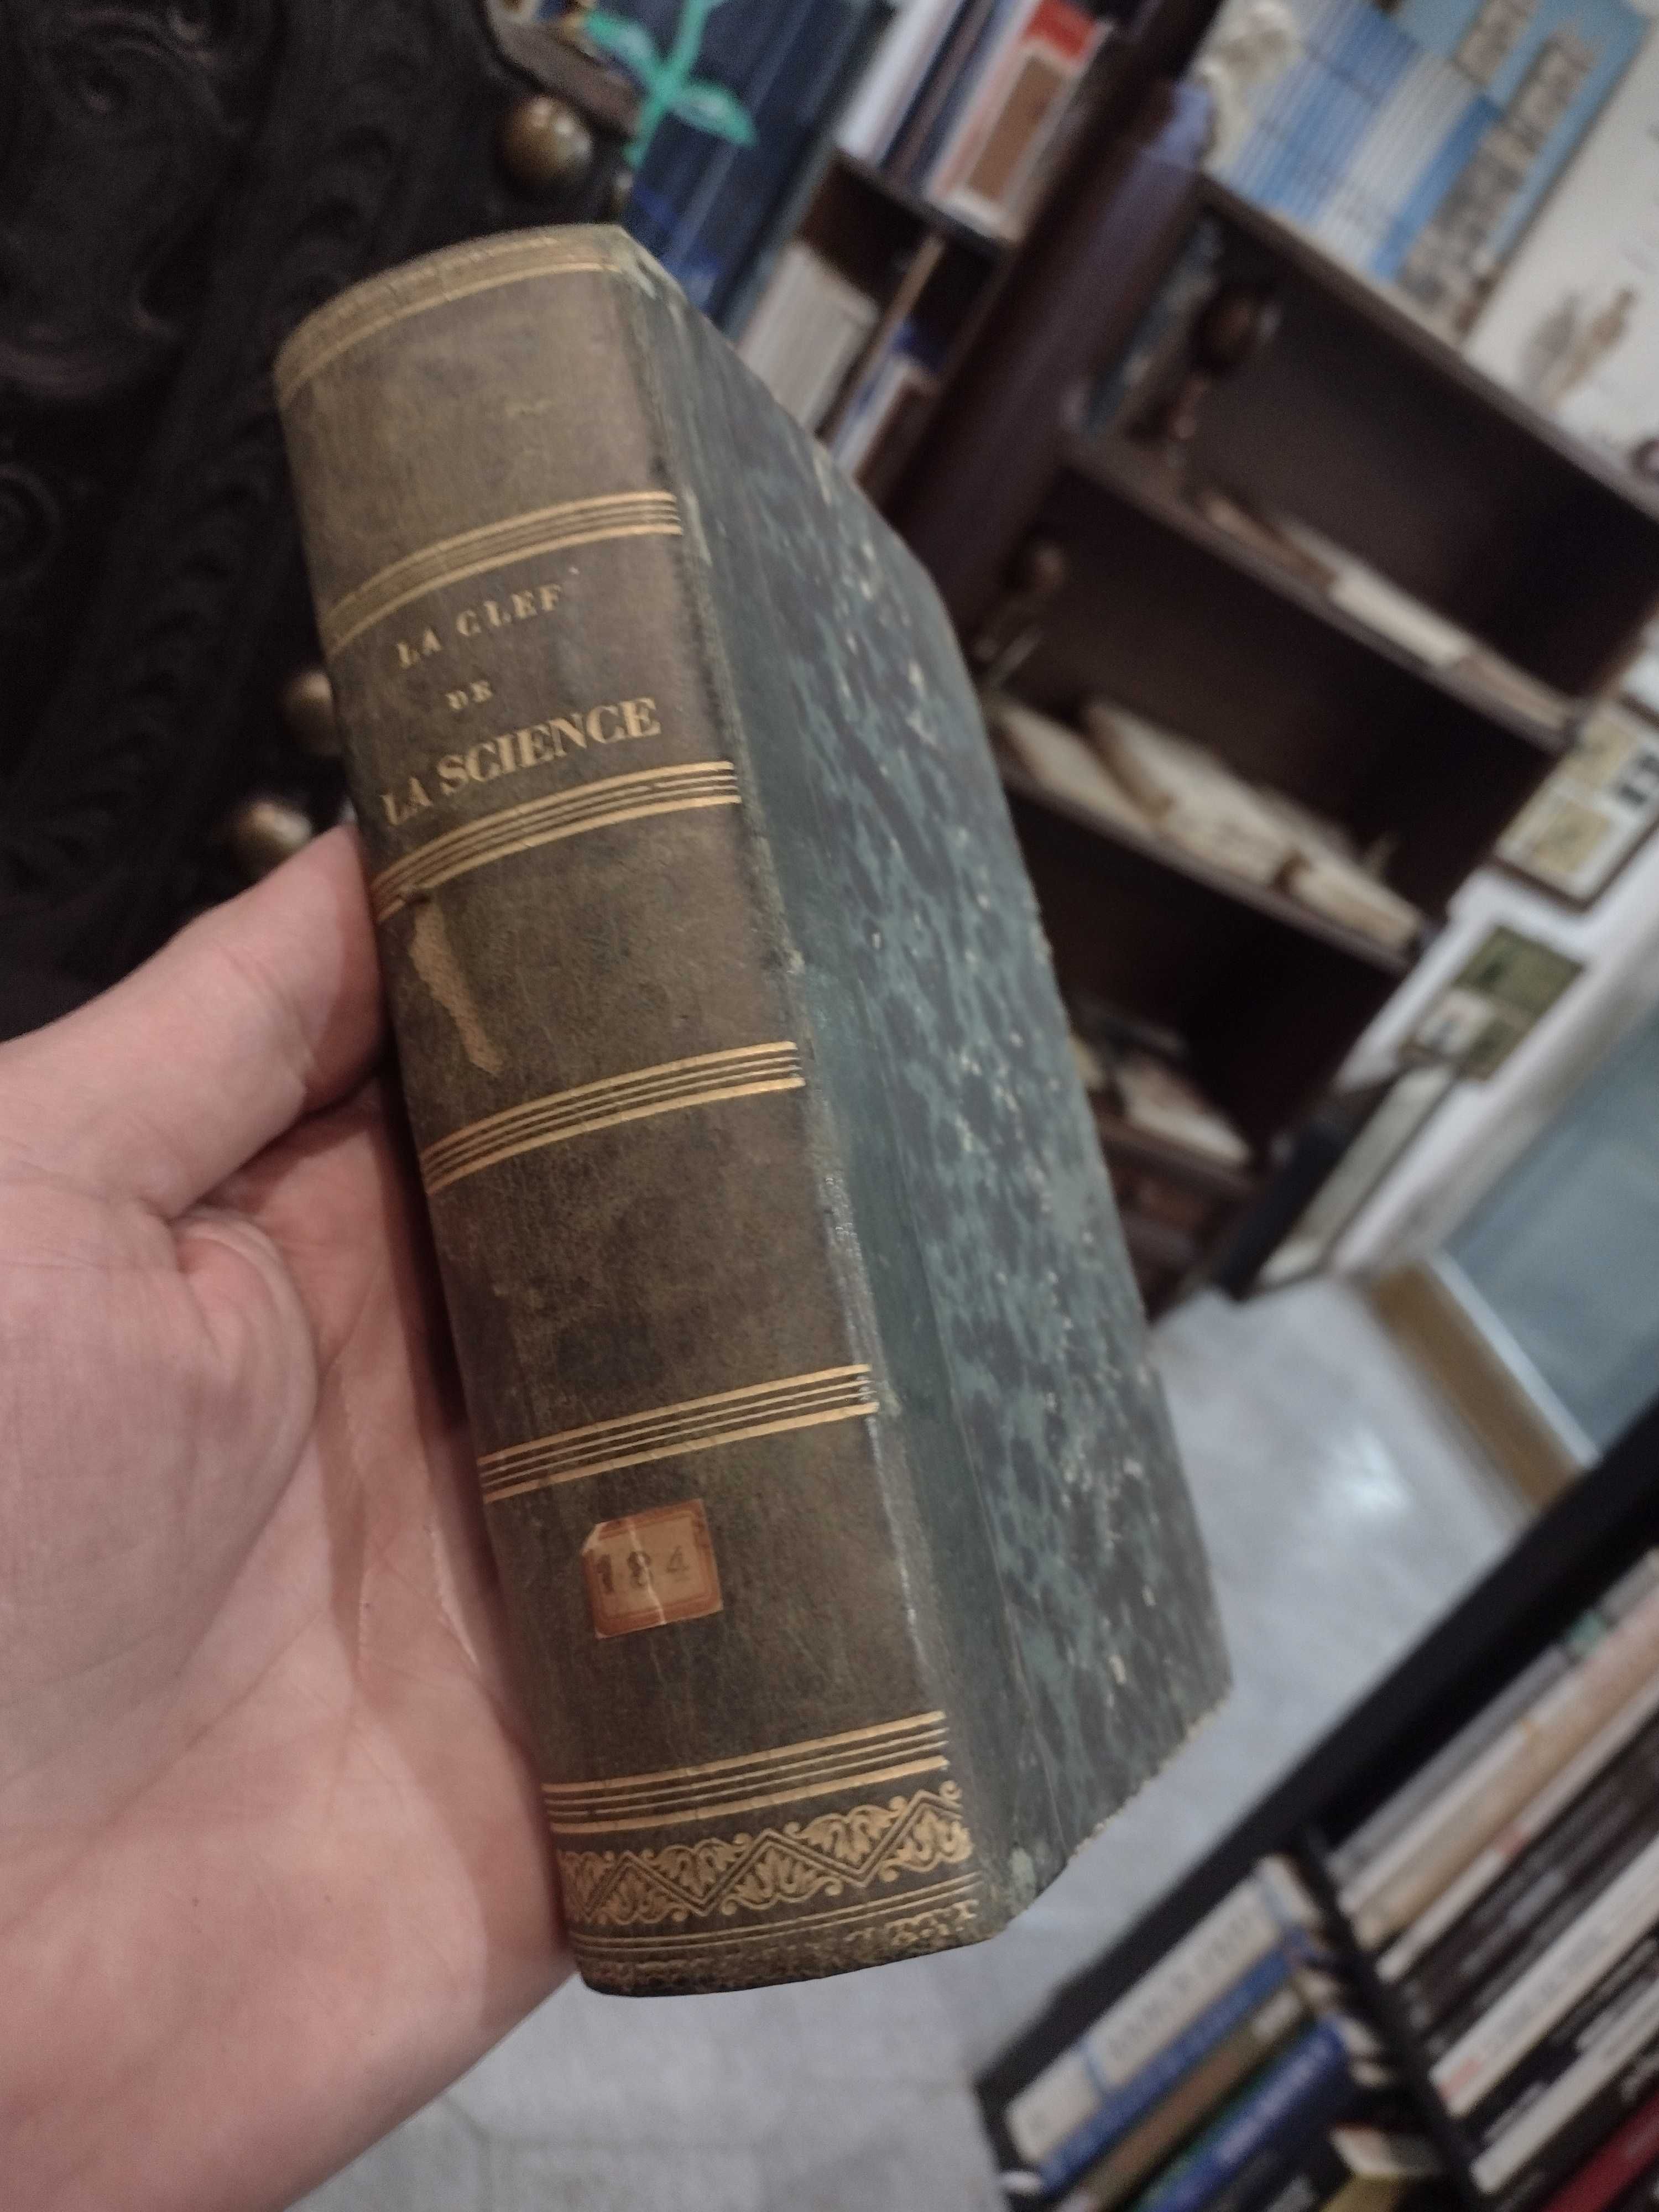 LA CLEF
DE
LA SCIENCE
184